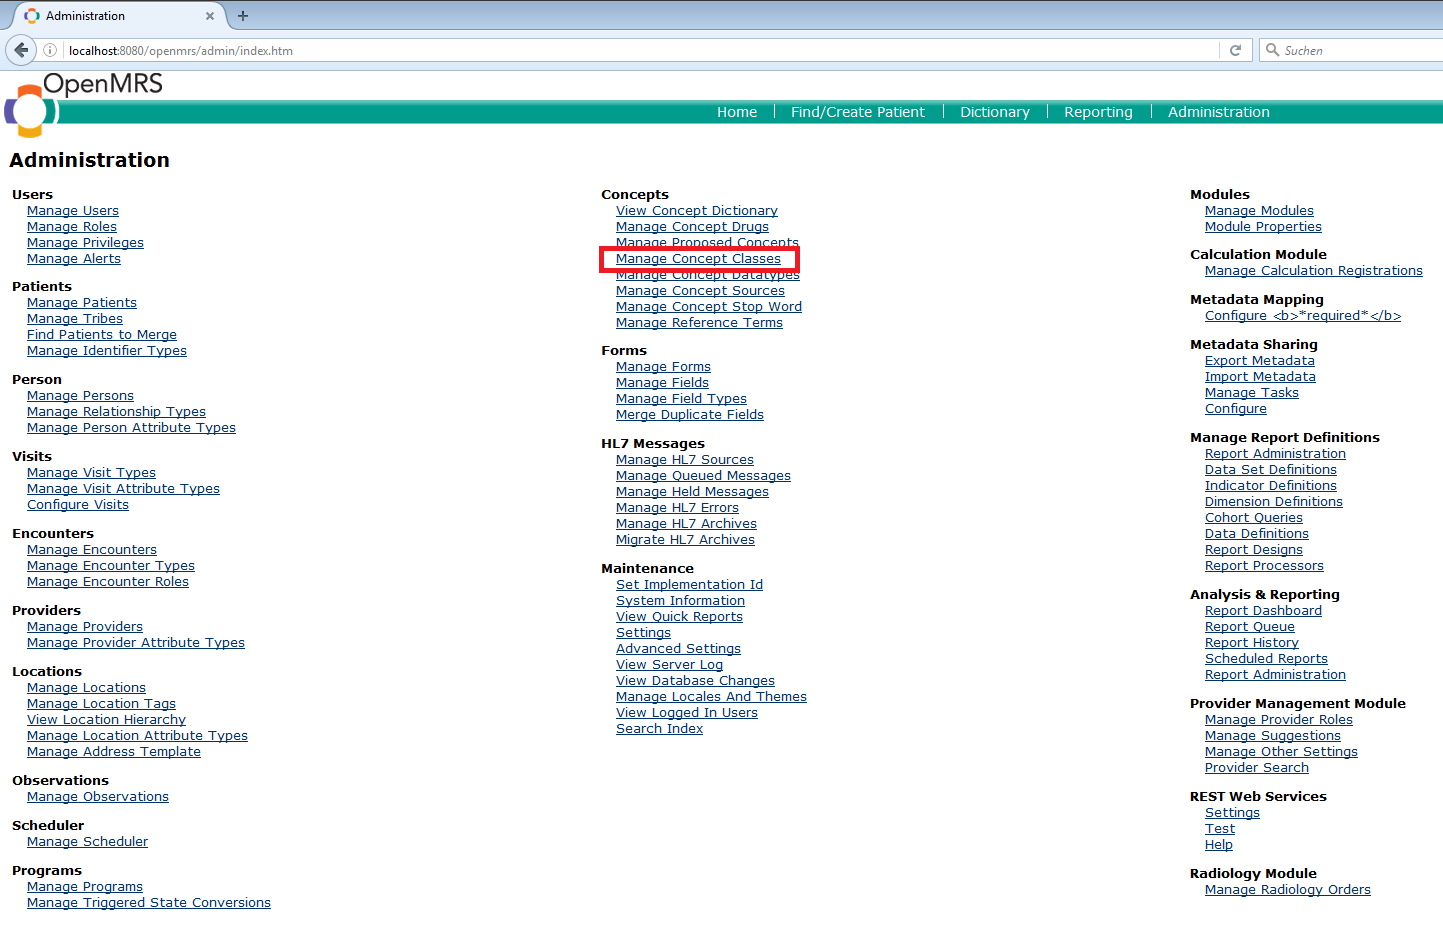 Administration
localhost:8080/openmrs/admin/index.htm
Suchen
OpenMRS
Home
Find/Create Patient
Dictionary
Reporting
Administration
Administration
Users
Manage Users
Manage Roles
Manage Privileges
Manage Alerts
Patients
Manage Patients
Manage Tribes
Find Patients to Merge
Manage Identifier Types
Person
Manage Persons
Manage Relationship Types
Manage Person Attribute Types
Visits
Manage Visit Types
Manage Visit Attribute Types
Configure Visits
Encounters
Manage Encounters
Manage Encounter Types
Manage Encounter Roles
Providers
Manage Providers
Manage Provider Attribute Types
Locations
Manage Locations
Manage Location Tags
View Location Hierarchy
Manage Location Attribute Types
Manage Address Template
Observations
Manage Observations
Scheduler
Manage Scheduler
Programs
Manage Programs
Manage Triggered State Conversions
Concepts
View Concept Dictionary
Manage Concept Drugs
Manage Proposed Concepts
Manage Concept Classes
Manage Concept Datatypes
Manage Concept Sources
Manage Concept Stop Word
Manage Reference Terms
Forms
Manage Forms
Manage Fields
Manage Field Types
Merge Duplicate Fields
HL7 Messages
Manage HL7 Sources
Manage Queued Messages
Manage Held Messages
Manage HL7 Errors
Manage HL7 Archives
Migrate HL7 Archives
Maintenance
Set Implementation Id
System Information
View Quick Reports
Settings
Advanced Settings
View Server Log
View Database Changes
Manage Locales And Themes
View Logged In Users
Search Index
Modules
Manage Modules
Module Properties
Calculation Module
Manage Calculation Registrations
Metadata Mapping
Configure <b>*required*</b>
Metadata Sharing
Export Metadata
Import Metadata
Manage Tasks
Configure
Manage Report Definitions
Report Administration
Data Set Definitions
Indicator Definitions
Dimension Definitions
Cohort Queries
Data Definitions
Report Designs
Report Processors
Analysis & Reporting
Report Dashboard
Report Queue
Report History
Scheduled Reports
Report Administration
Provider Management Module
Manage Provider Roles
Manage Suggestions
Manage Other Settings
Provider Search
REST Web Services
Settings
Test
Help
Radiology Module
Manage Radiology Orders